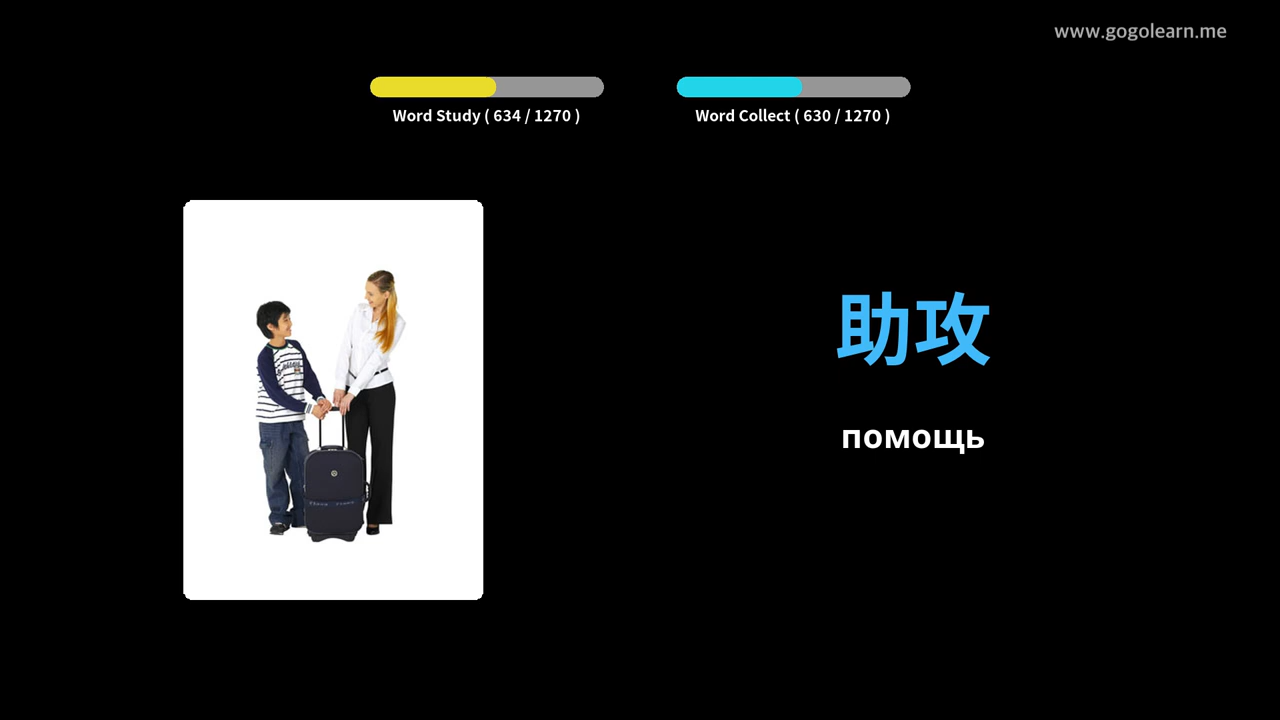 www.gogolearn.me
Word Study ( 634 / 1270 )
Word Collect ( 630 / 1270 )
助攻
помощь